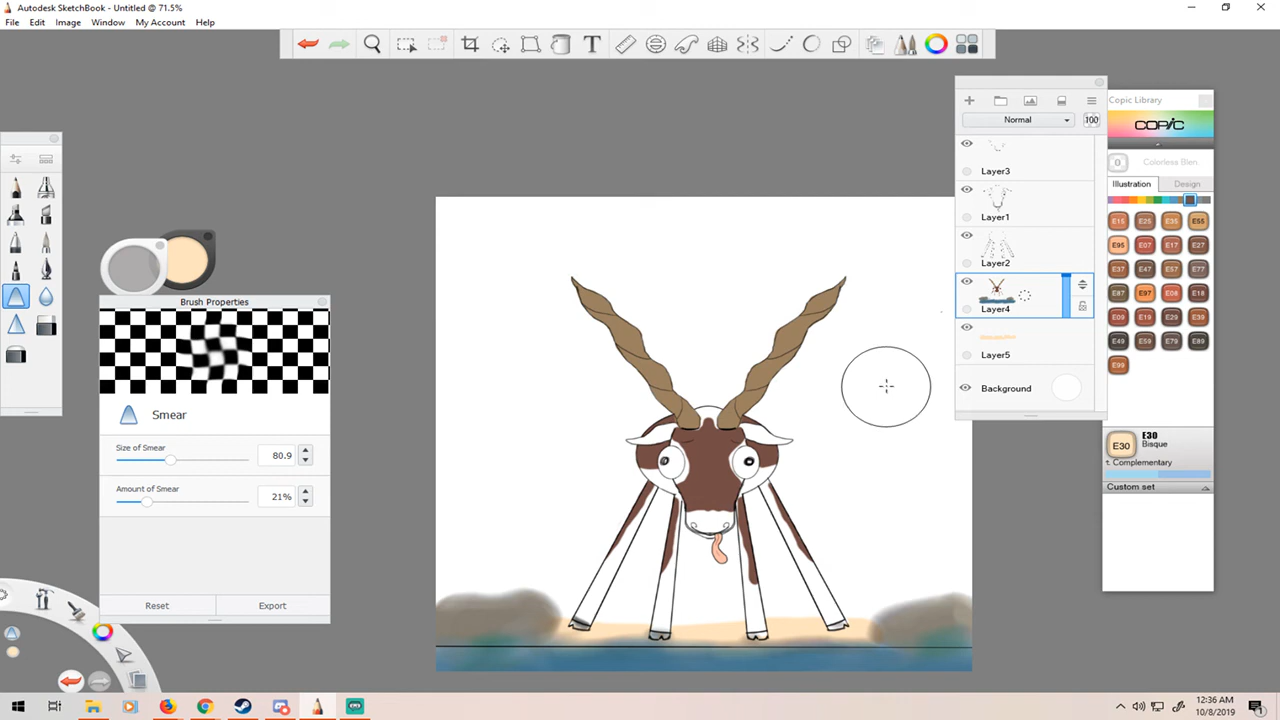 Autodesk SketchBook - Untitled @ 71.5%
File Edit Image Window My Account Help
T
Normal 100
Layer3
Layer1
Layer2
Layer4
Layer5
Background
Copic Library
COPIC
0 Colorless Blen
Illustration Design
E15 E25 E35 E55
E95 E07 E17 E27
E37 E47 E57 E77
E87 E97 E08 E18
E09 E19 E29 E39
E49 E59 E79 E89
E99
E30 E30
Bisque
t. Complementary
Custom set
Brush Properties
Smear
Size of Smear
80.9
Amount of Smear
21%
Reset Export
12:36 AM
10/8/2019